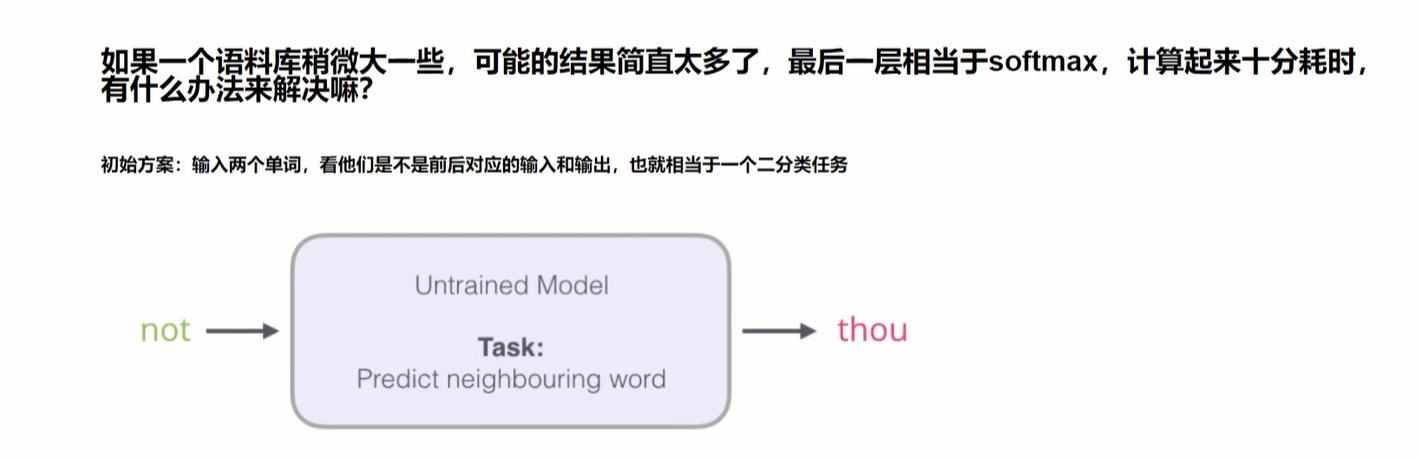 如果一个语料库稍微大一些，可能的结果简直太多了，最后一层相当于softmax，计算起来十分耗时，
有什么办法来解决嘛？
初始方案：输入两个单词，看他们是不是前后对应的输入和输出，也就相当于一个二分类任务
Untrained Model
not
thou
Task:
Predict neighbouring word